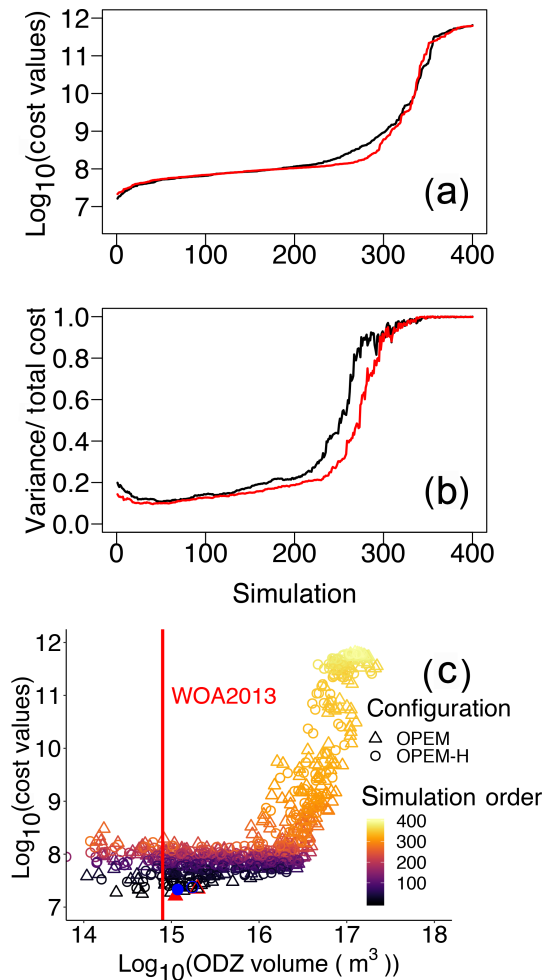 Log10(cost values)
12
11
10
9
8
7
(a)
0 100 200 300 400
Variance/ total cost
1.0
0.8
0.6
0.4
0.2
0.0
(b)
0 100 200 300 400
Simulation
Log10(cost values)
12
11
10
9
8
7
(c)
WOA2013
Configuration
OPEM
OPEM-H
Simulation order
400
300
200
100
14 15 16 17 18
Log10(ODZ volume ( m³))